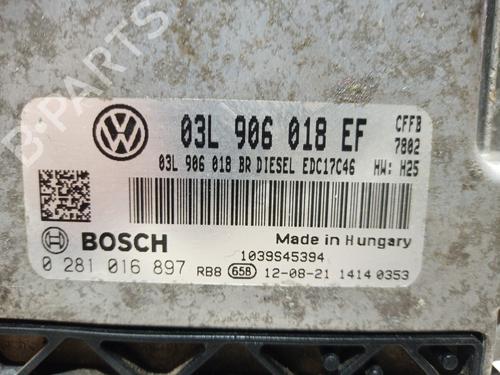 B-PARTS
03L 906 018 EF
CFFB
7802
03L 906 018 BR DIESEL EDC17C46
HW: H25
BOSCH
Made in Hungary
1039S45394
0 281 016 897
RB8 658 12-08-21 1414 0353